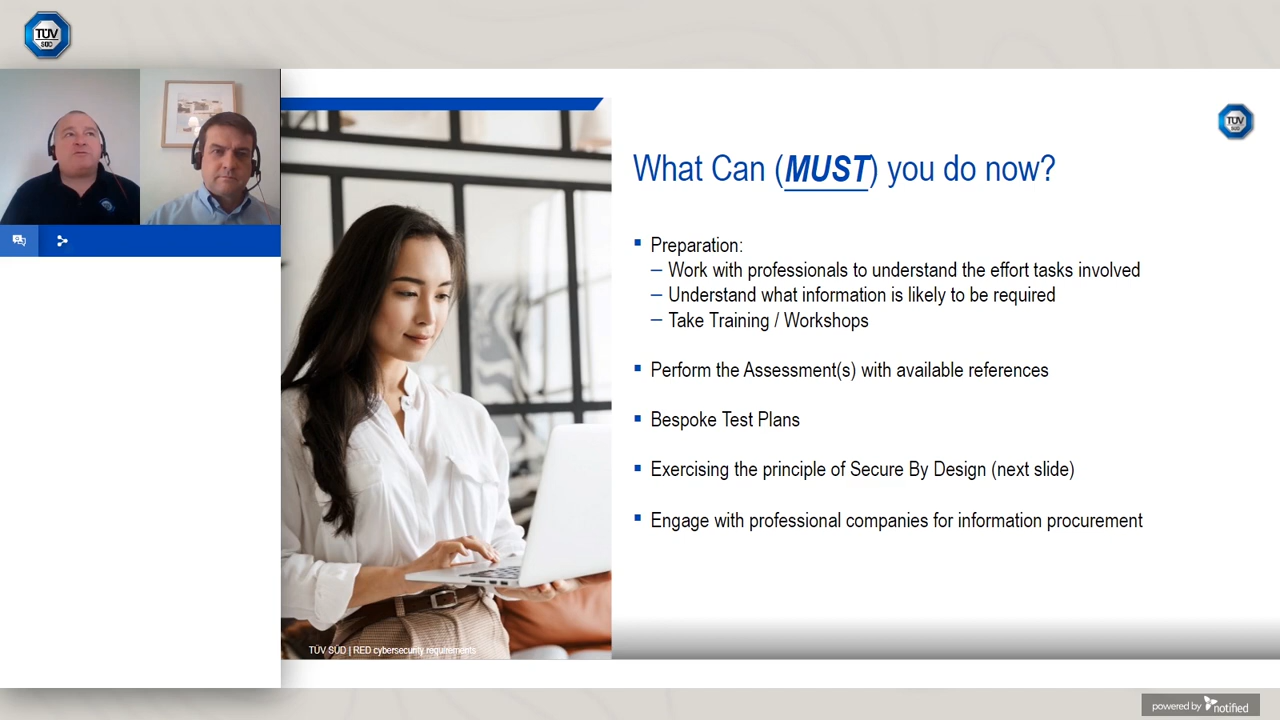 TÜV
SÜD
TÜV
SÜD
What Can (MUST) you do now?
Preparation:
– Work with professionals to understand the effort tasks involved
– Understand what information is likely to be required
– Take Training / Workshops
Perform the Assessment(s) with available references
Bespoke Test Plans
Exercising the principle of Secure By Design (next slide)
Engage with professional companies for information procurement
TÜV SÜD | RED cybersecurity requirements
powered by notified